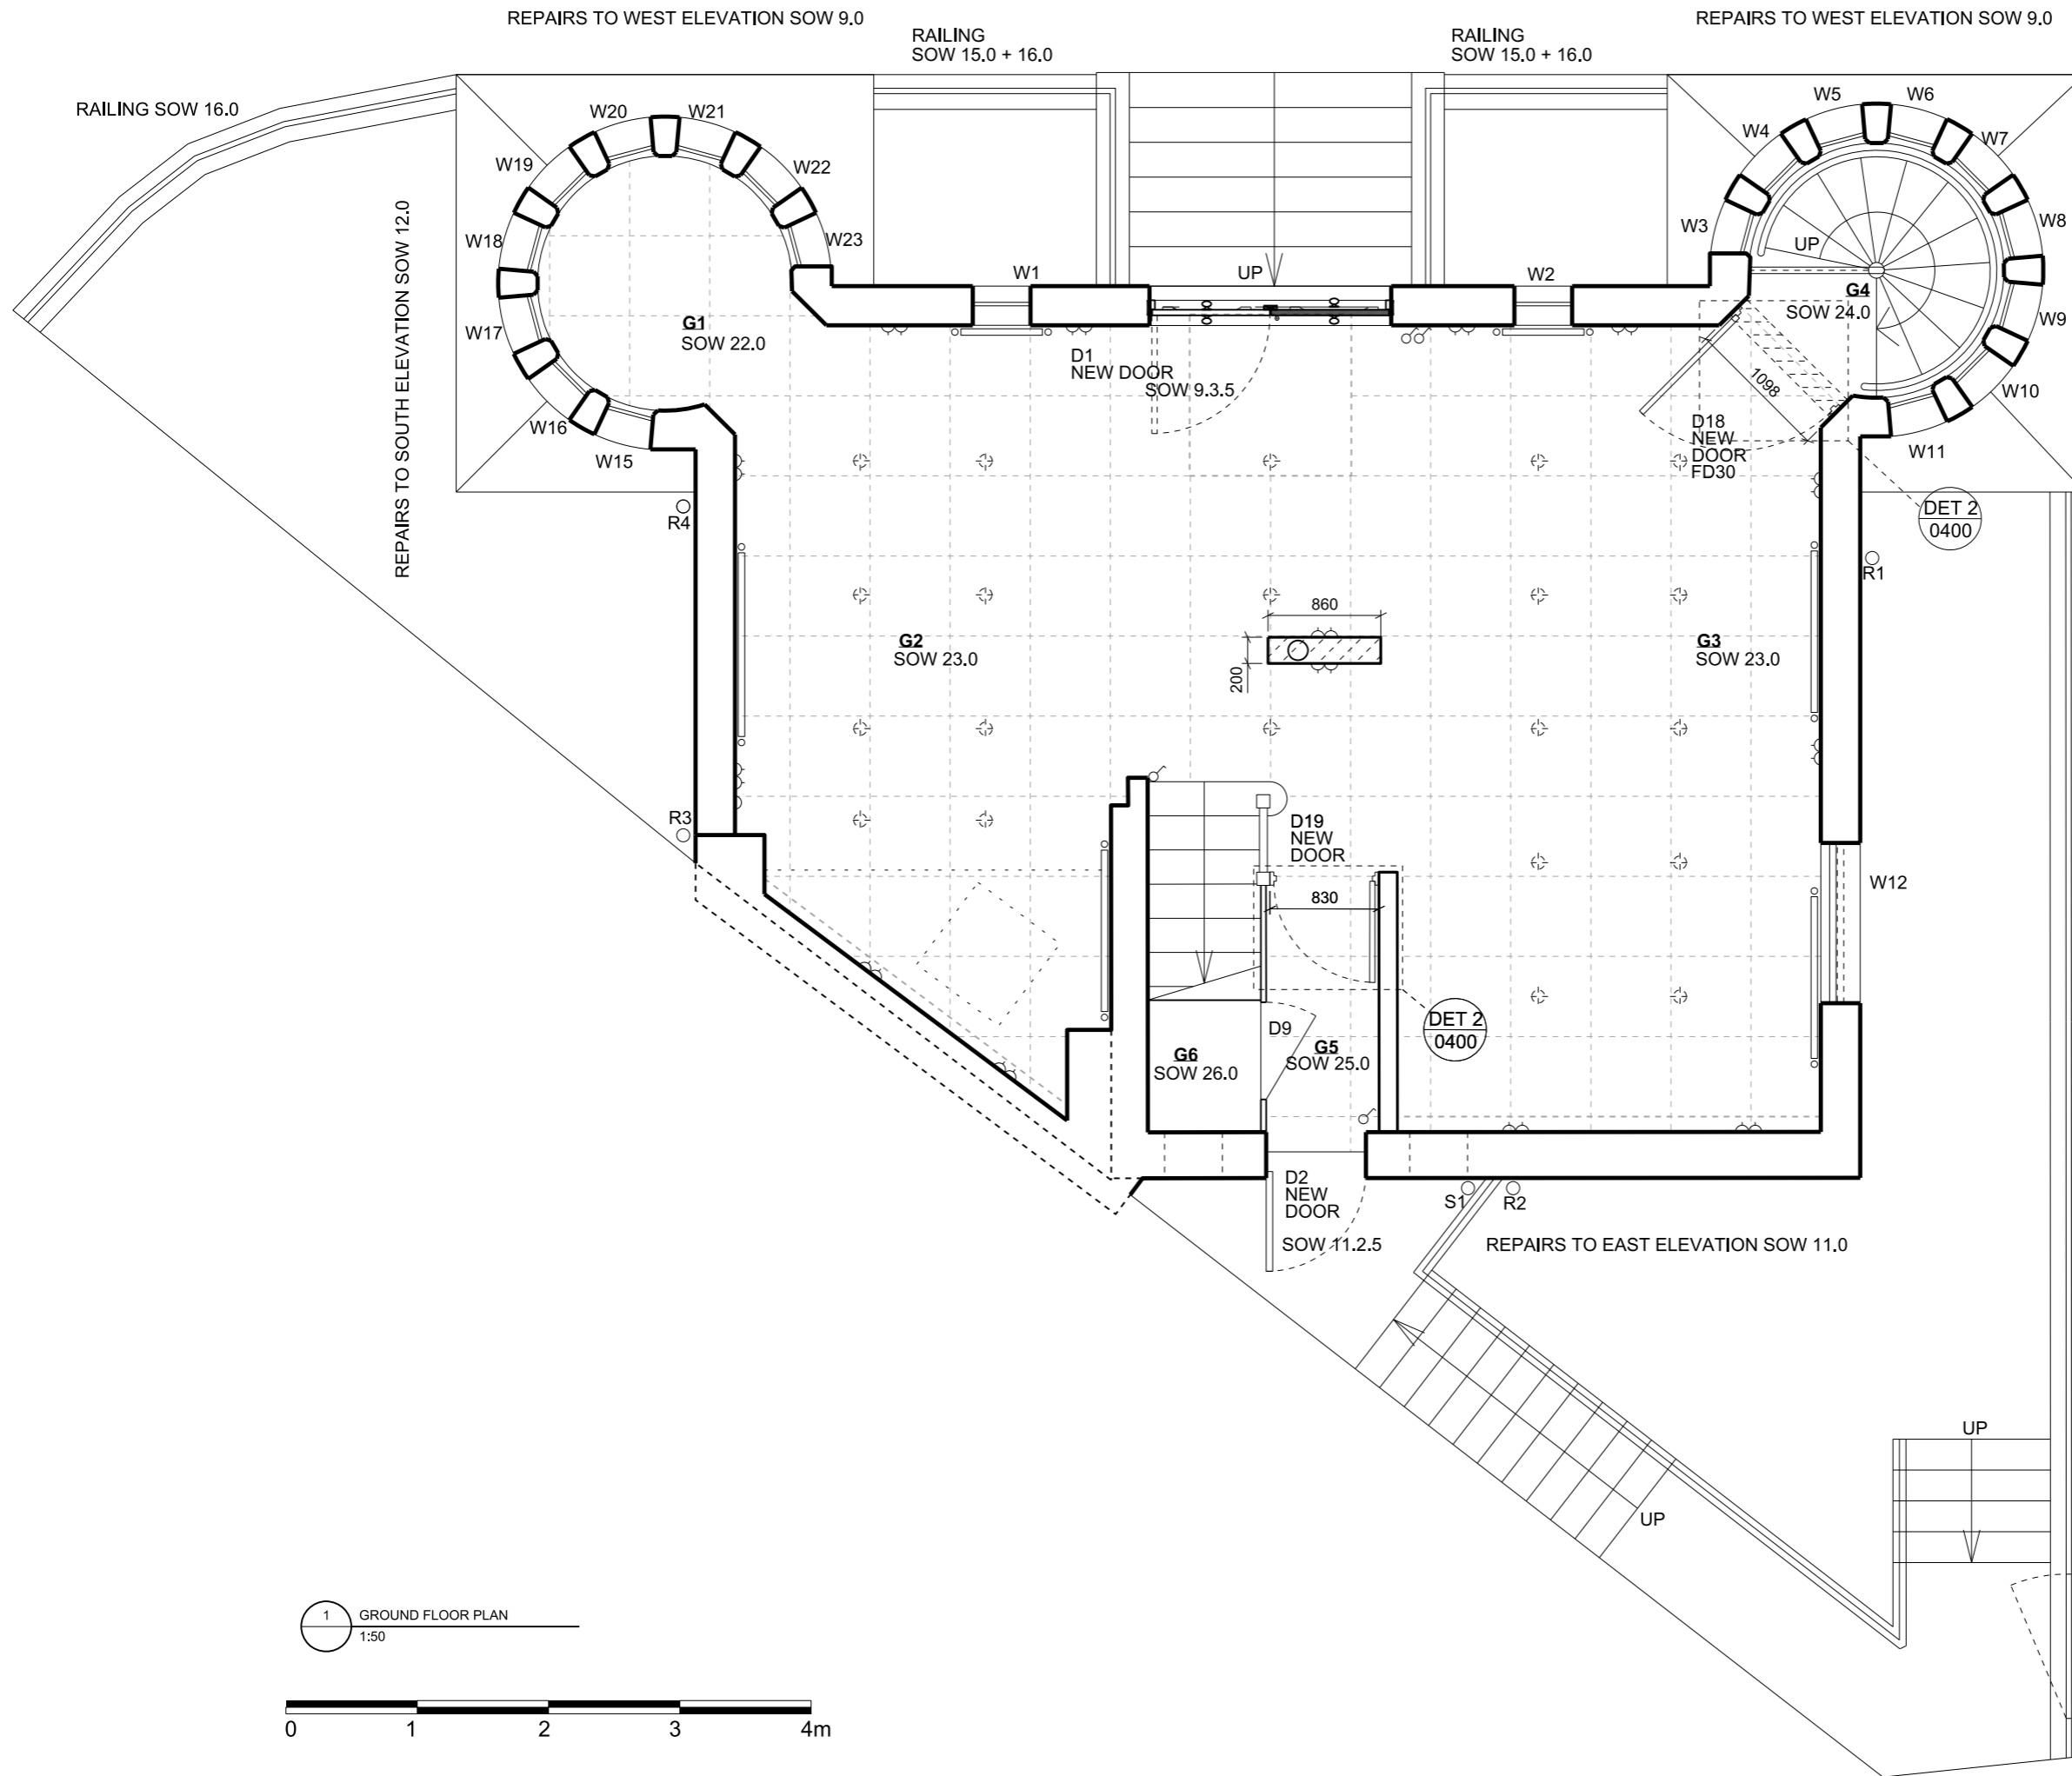 REPAIRS TO WEST ELEVATION SOW 9.0
REPAIRS TO WEST ELEVATION SOW 9.0
RAILING
SOW 15.0 + 16.0
RAILING
SOW 15.0 + 16.0
RAILING SOW 16.0
W20
W21
W19
W22
W18
W23
W17
W16
W15
REPAIRS TO SOUTH ELEVATION SOW 12.0
G1
SOW 22.0
W1
UP
W2
W5
W6
W4
W7
W3
W8
UP
G4
SOW 24.0
W9
W10
W11
D1
NEW DOOR
SOW 9.3.5
1098
D18
NEW
DOOR
FD30
DET 2
0400
R4
R1
860
200
G2
SOW 23.0
G3
SOW 23.0
R3
D19
NEW
DOOR
830
W12
D9
DET 2
0400
G6
SOW 26.0
G5
SOW 25.0
D2
NEW
DOOR
SOW 11.2.5
S1
R2
REPAIRS TO EAST ELEVATION SOW 11.0
UP
UP
1
GROUND FLOOR PLAN
1:50
0 1 2 3 4m